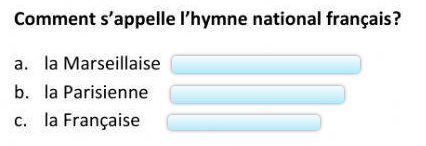 Comment s’appelle l’hymne national français?
a. la Marseillaise
b. la Parisienne
c. la Française